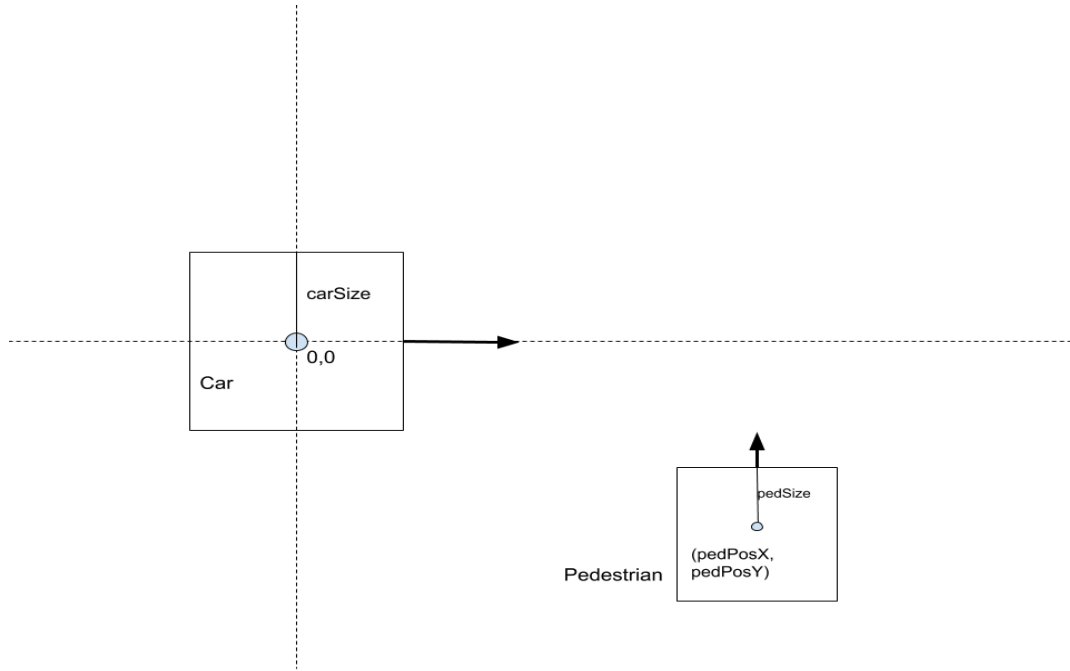 carSize
0,0
Car
pedSize
(pedPosX,
pedPosY)
Pedestrian